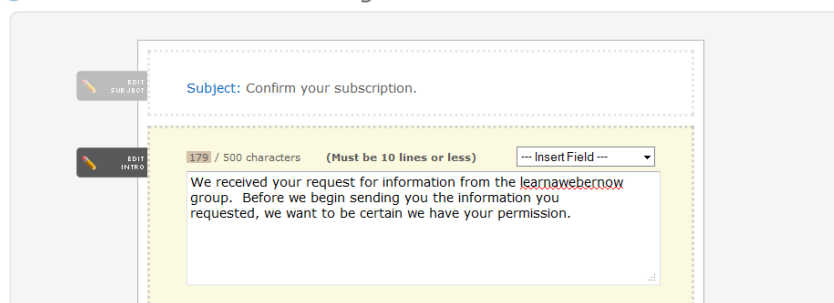 EDIT
SUBJECT
Subject: Confirm your subscription.
EDIT
INTRO
179 / 500 characters (Must be 10 lines or less) --- Insert Field ---
We received your request for information from the learnawebernow
group.  Before we begin sending you the information you
requested, we want to be certain we have your permission.